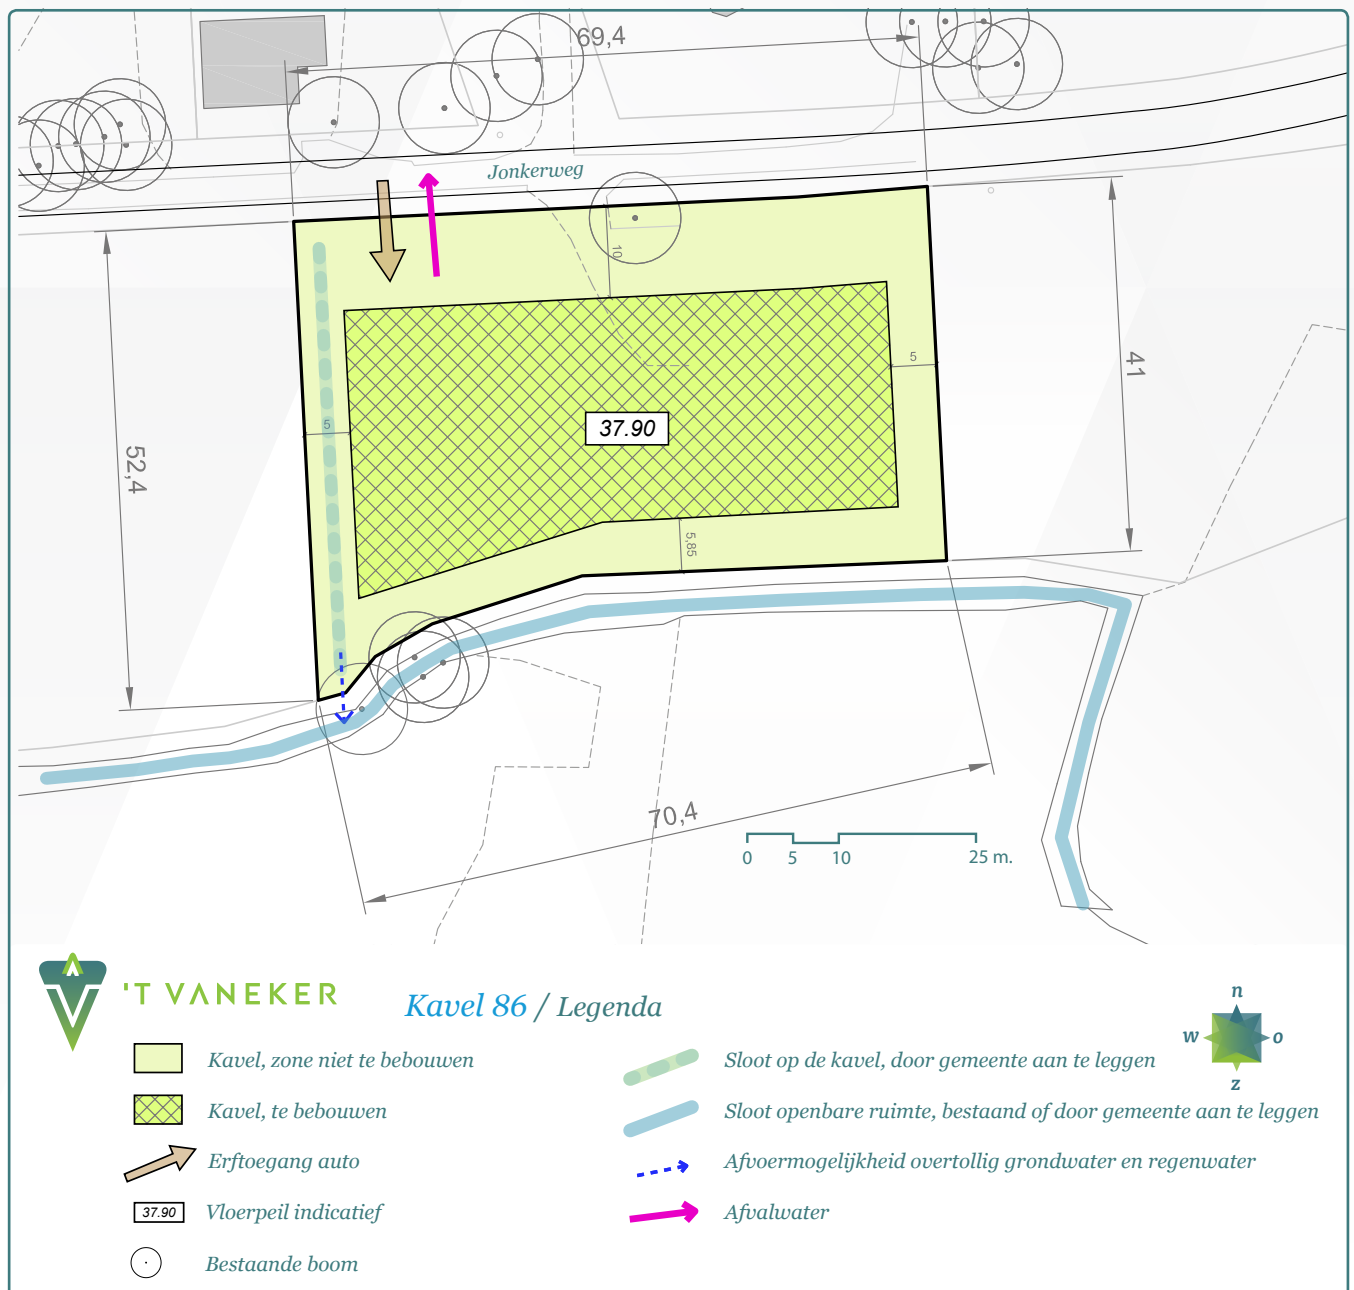 69,4
Jonkerweg
10
5
41
5
37.90
52,4
5,85
70,4
0 5 10 25 m.
'T VANEKER
Kavel 86 / Legenda
n
w o
z
Kavel, zone niet te bebouwen
Kavel, te bebouwen
Erftoegang auto
37.90 Vloerpeil indicatief
Bestaande boom
Sloot op de kavel, door gemeente aan te leggen
Sloot openbare ruimte, bestaand of door gemeente aan te leggen
Afvoermogelijkheid overtollig grondwater en regenwater
Afvalwater